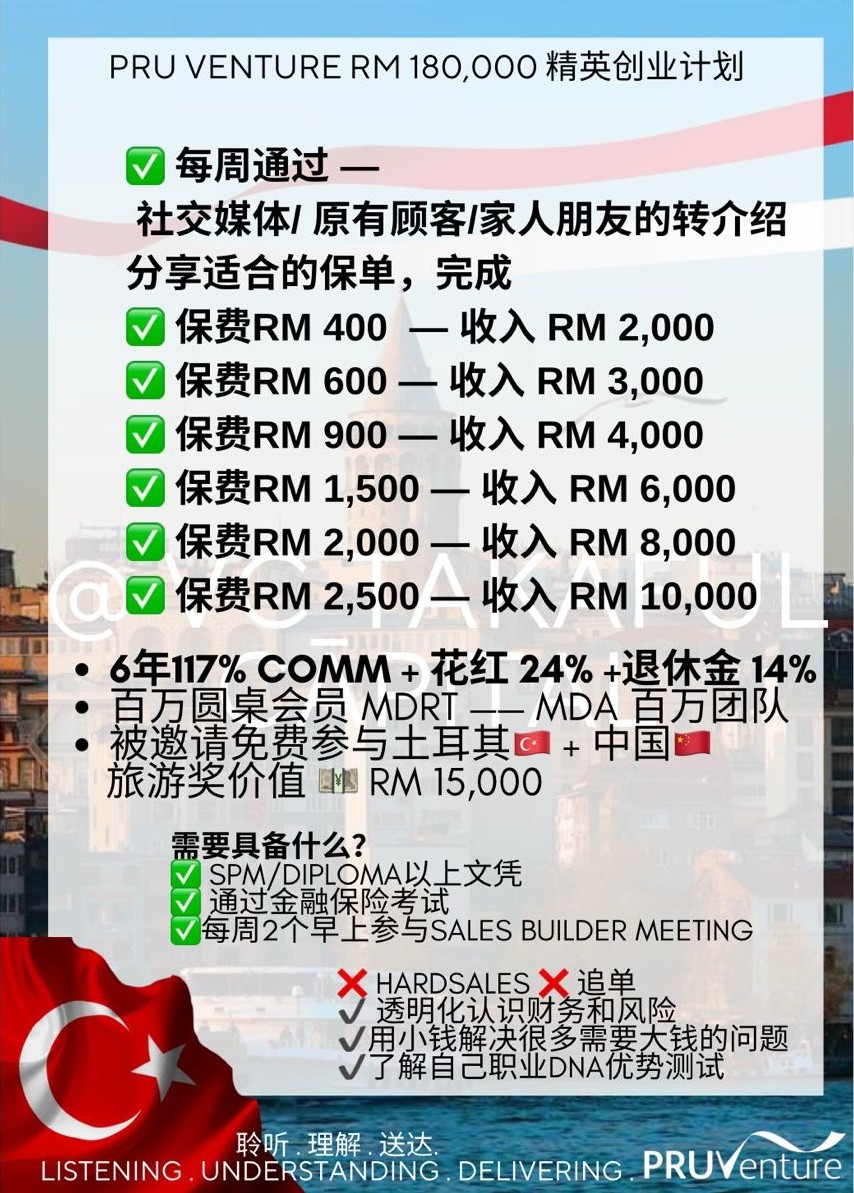 PRU VENTURE RM 180,000 精英创业计划
✅ 每周通过 —
社交媒体/ 原有顾客/家人朋友的转介绍
分享适合的保单，完成
✅ 保费RM 400 — 收入 RM 2,000
✅ 保费RM 600 — 收入 RM 3,000
✅ 保费RM 900 — 收入 RM 4,000
✅ 保费RM 1,500 — 收入 RM 6,000
✅ 保费RM 2,000 — 收入 RM 8,000
✅ 保费RM 2,500 — 收入 RM 10,000
@VC TAKAFUL
CAPITAL
• 6年117% COMM + 花红 24% +退休金 14%
• 百万圆桌会员 MDRT —— MDA 百万团队
• 被邀请免费参与土耳其🇹🇷 + 中国🇨🇳
旅游奖价值 💴 RM 15,000
需要具备什么?
✅ SPM/DIPLOMA以上文凭
✅ 通过金融保险考试
✅每周2个早上参与SALES BUILDER MEETING
❌ HARDSALES ❌ 追单
✔ 透明化认识财务和风险
✔用小钱解决很多需要大钱的问题
✔了解自己职业DNA优势测试
聆听 . 理解 . 送达.
LISTENING . UNDERSTANDING . DELIVERING . PRUVenture